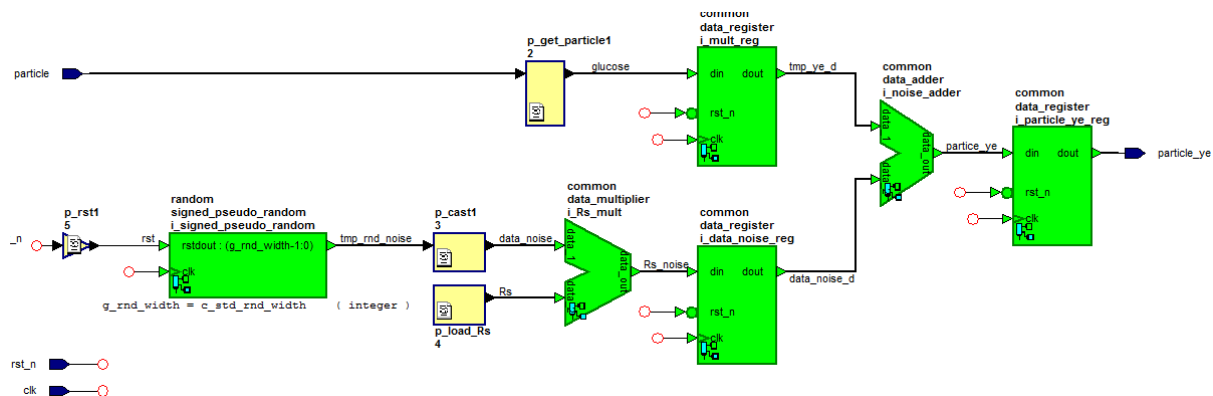 common
data_register
i_mult_reg
p_get_particle1
2
particle
glucose
din dout
tmp_ye_d
rst_n
clk
common
data_adder
i_noise_adder
data_1
data_out
partice_ye
common
data_register
i_particle_ye_reg
din dout
particle_ye
rst_n
clk
p_rst1
5
_n
rst
random
signed_pseudo_random
i_signed_pseudo_random
rstdout : (g_rnd_width-1:0)
clk
tmp_rnd_noise
g_rnd_width = c_std_rnd_width ( integer )
p_cast1
3
data_noise
Rs
p_load_Rs
4
common
data_multiplier
i_Rs_mult
data_1
data_out
Rs_noise
common
data_register
i_data_noise_reg
din dout
data_noise_d
rst_n
clk
rst_n
clk